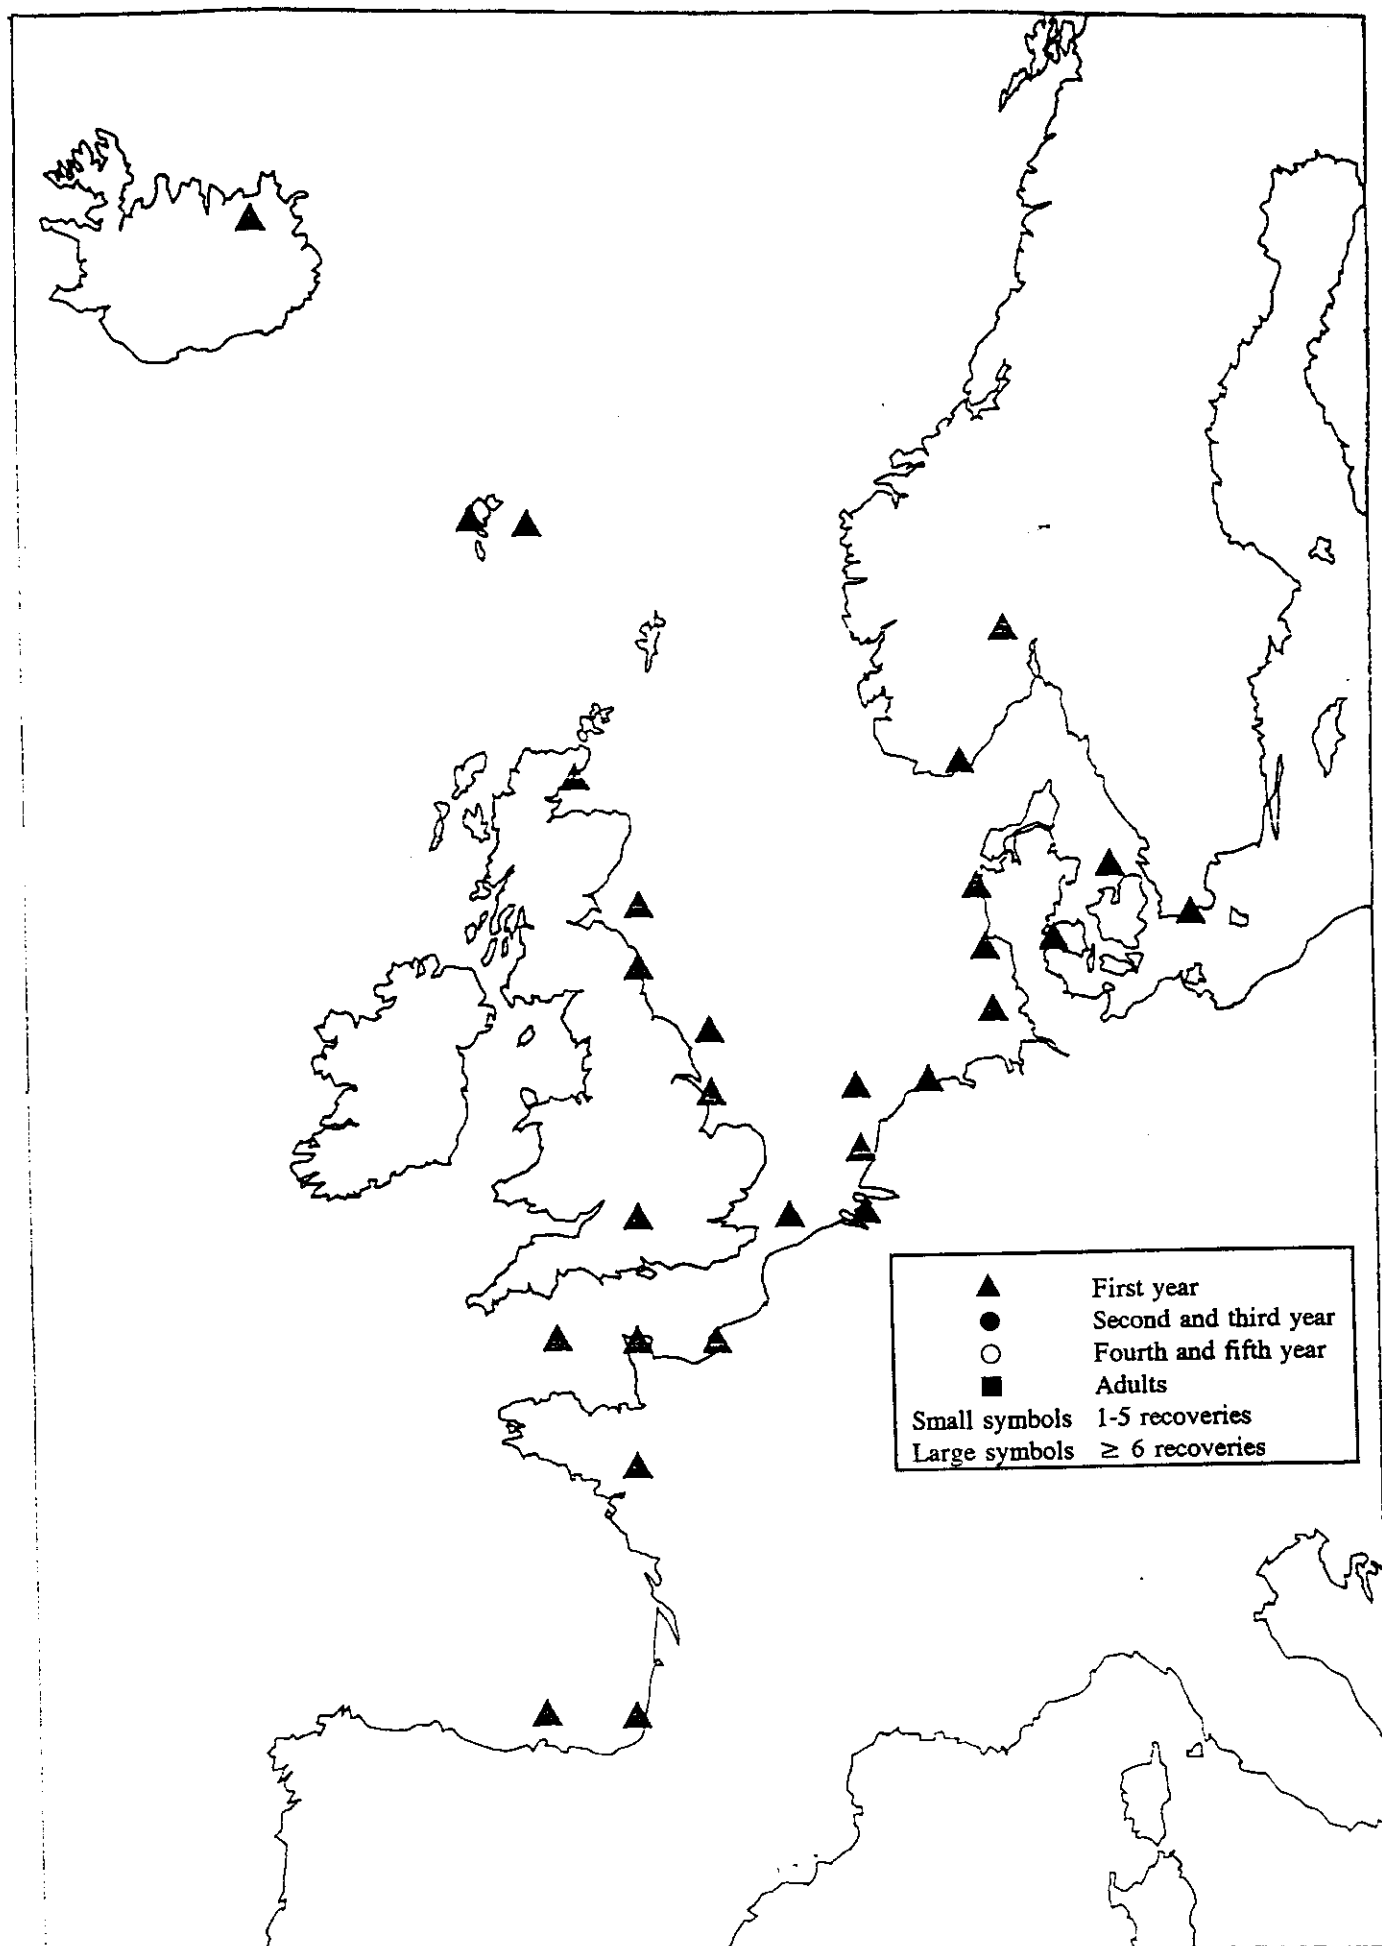 First year
Second and third year
Fourth and fifth year
Adults
Small symbols 1-5 recoveries
Large symbols ≥ 6 recoveries